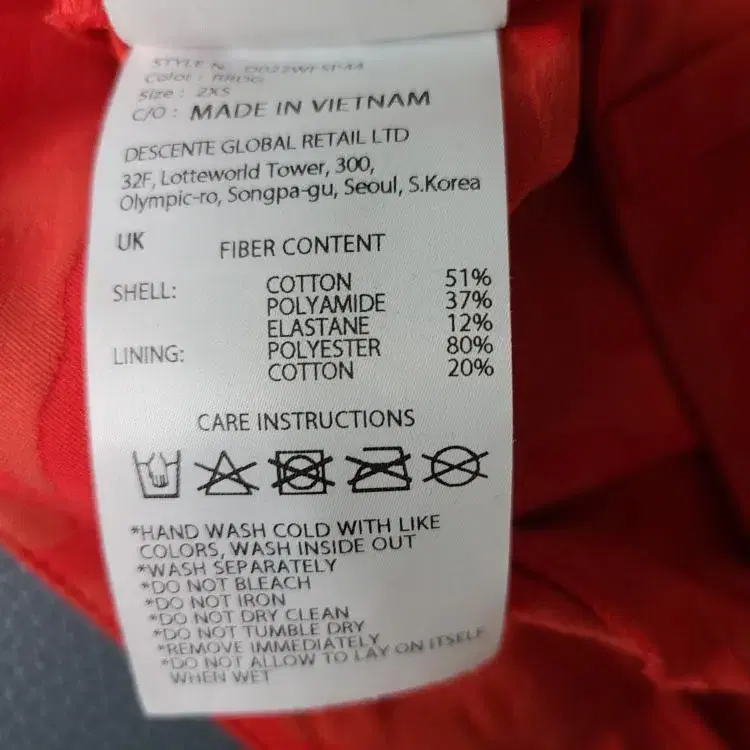 STYLE N
Color :
Size : 2XS
C/O : MADE IN VIETNAM
DESCENTE GLOBAL RETAIL LTD
32F, Lotteworld Tower, 300,
Olympic-ro, Songpa-gu, Seoul, S.Korea
UK FIBER CONTENT
SHELL: COTTON 51%
POLYAMIDE 37%
ELASTANE 12%
LINING: POLYESTER 80%
COTTON 20%
CARE INSTRUCTIONS
*HAND WASH COLD WITH LIKE
COLORS, WASH INSIDE OUT
*WASH SEPARATELY
*DO NOT BLEACH
*DO NOT IRON
*DO NOT DRY CLEAN
*DO NOT TUMBLE DRY
*REMOVE IMMEDIATELY
*DO NOT ALLOW TO LAY ON ITSELF
WHEN WET